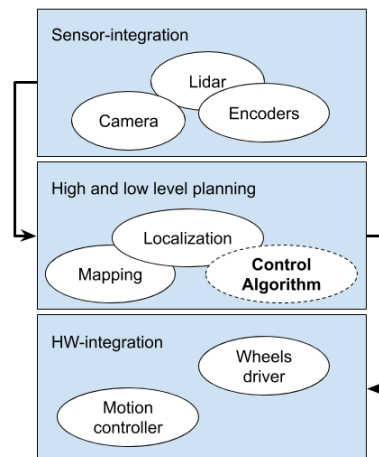 Sensor-integration
Lidar
Camera
Encoders
High and low level planning
Localization
Mapping
Control
Algorithm
HW-integration
Wheels
driver
Motion
controller